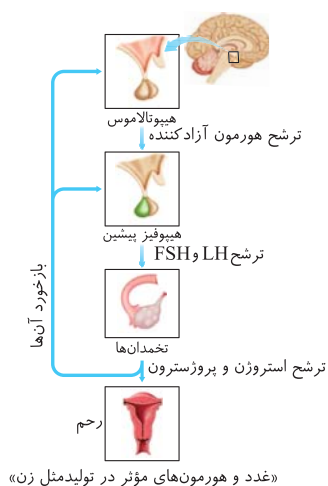 هیپوتالاموس
ترشح هورمون آزادکننده
هیپوفیز پیشین
ترشح LH و FSH
تخمدان‌ها
بازخورد آن‌ها
ترشح استروژن و پروژسترون
رحم
«غدد و هورمون‌های مؤثر در تولیدمثل زن»